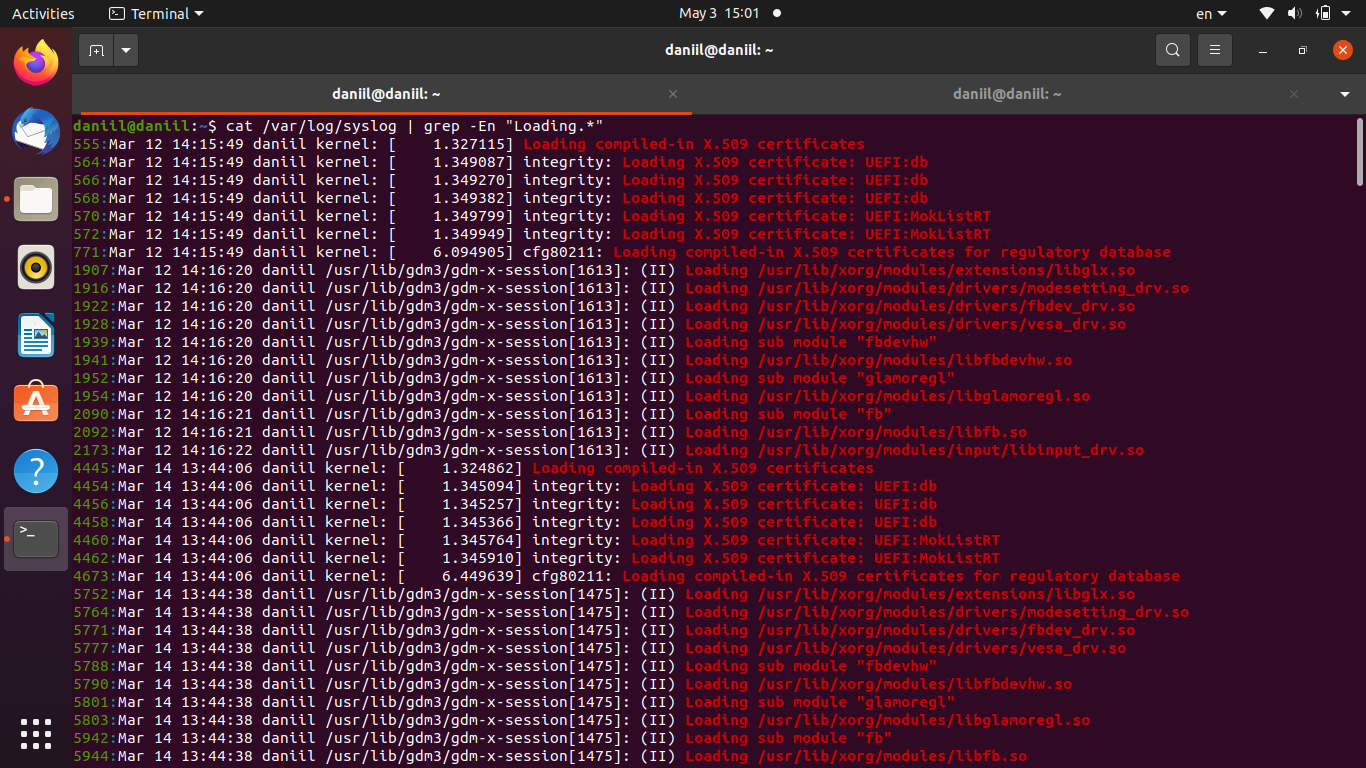 Activities
Terminal
May 3 15:01
en
daniil@daniil: ~
daniil@daniil: ~
daniil@daniil: ~
daniil@daniil:~$ cat /var/log/syslog | grep -En "Loading.*"
555:Mar 12 14:15:49 daniil kernel: [    1.327115] Loading compiled-in X.509 certificates
564:Mar 12 14:15:49 daniil kernel: [    1.349087] integrity: Loading X.509 certificate: UEFI:db
566:Mar 12 14:15:49 daniil kernel: [    1.349270] integrity: Loading X.509 certificate: UEFI:db
568:Mar 12 14:15:49 daniil kernel: [    1.349382] integrity: Loading X.509 certificate: UEFI:db
570:Mar 12 14:15:49 daniil kernel: [    1.349799] integrity: Loading X.509 certificate: UEFI:MokListRT
572:Mar 12 14:15:49 daniil kernel: [    1.349949] integrity: Loading X.509 certificate: UEFI:MokListRT
771:Mar 12 14:15:49 daniil kernel: [    6.094905] cfg80211: Loading compiled-in X.509 certificates for regulatory database
1907:Mar 12 14:16:20 daniil /usr/lib/gdm3/gdm-x-session[1613]: (II) Loading /usr/lib/xorg/modules/extensions/libglx.so
1916:Mar 12 14:16:20 daniil /usr/lib/gdm3/gdm-x-session[1613]: (II) Loading /usr/lib/xorg/modules/drivers/modesetting_drv.so
1922:Mar 12 14:16:20 daniil /usr/lib/gdm3/gdm-x-session[1613]: (II) Loading /usr/lib/xorg/modules/drivers/fbdev_drv.so
1928:Mar 12 14:16:20 daniil /usr/lib/gdm3/gdm-x-session[1613]: (II) Loading /usr/lib/xorg/modules/drivers/vesa_drv.so
1939:Mar 12 14:16:20 daniil /usr/lib/gdm3/gdm-x-session[1613]: (II) Loading sub module "fbdevhw"
1941:Mar 12 14:16:20 daniil /usr/lib/gdm3/gdm-x-session[1613]: (II) Loading /usr/lib/xorg/modules/libfbdevhw.so
1952:Mar 12 14:16:20 daniil /usr/lib/gdm3/gdm-x-session[1613]: (II) Loading sub module "glamoregl"
1954:Mar 12 14:16:20 daniil /usr/lib/gdm3/gdm-x-session[1613]: (II) Loading /usr/lib/xorg/modules/libglamoregl.so
2090:Mar 12 14:16:21 daniil /usr/lib/gdm3/gdm-x-session[1613]: (II) Loading sub module "fb"
2092:Mar 12 14:16:21 daniil /usr/lib/gdm3/gdm-x-session[1613]: (II) Loading /usr/lib/xorg/modules/libfb.so
2173:Mar 12 14:16:22 daniil /usr/lib/gdm3/gdm-x-session[1613]: (II) Loading /usr/lib/xorg/modules/input/libinput_drv.so
4445:Mar 14 13:44:06 daniil kernel: [    1.324862] Loading compiled-in X.509 certificates
4454:Mar 14 13:44:06 daniil kernel: [    1.345094] integrity: Loading X.509 certificate: UEFI:db
4456:Mar 14 13:44:06 daniil kernel: [    1.345257] integrity: Loading X.509 certificate: UEFI:db
4458:Mar 14 13:44:06 daniil kernel: [    1.345366] integrity: Loading X.509 certificate: UEFI:db
4460:Mar 14 13:44:06 daniil kernel: [    1.345764] integrity: Loading X.509 certificate: UEFI:MokListRT
4462:Mar 14 13:44:06 daniil kernel: [    1.345910] integrity: Loading X.509 certificate: UEFI:MokListRT
4673:Mar 14 13:44:06 daniil kernel: [    6.449639] cfg80211: Loading compiled-in X.509 certificates for regulatory database
5752:Mar 14 13:44:38 daniil /usr/lib/gdm3/gdm-x-session[1475]: (II) Loading /usr/lib/xorg/modules/extensions/libglx.so
5764:Mar 14 13:44:38 daniil /usr/lib/gdm3/gdm-x-session[1475]: (II) Loading /usr/lib/xorg/modules/drivers/modesetting_drv.so
5771:Mar 14 13:44:38 daniil /usr/lib/gdm3/gdm-x-session[1475]: (II) Loading /usr/lib/xorg/modules/drivers/fbdev_drv.so
5777:Mar 14 13:44:38 daniil /usr/lib/gdm3/gdm-x-session[1475]: (II) Loading /usr/lib/xorg/modules/drivers/vesa_drv.so
5788:Mar 14 13:44:38 daniil /usr/lib/gdm3/gdm-x-session[1475]: (II) Loading sub module "fbdevhw"
5790:Mar 14 13:44:38 daniil /usr/lib/gdm3/gdm-x-session[1475]: (II) Loading /usr/lib/xorg/modules/libfbdevhw.so
5801:Mar 14 13:44:38 daniil /usr/lib/gdm3/gdm-x-session[1475]: (II) Loading sub module "glamoregl"
5803:Mar 14 13:44:38 daniil /usr/lib/gdm3/gdm-x-session[1475]: (II) Loading /usr/lib/xorg/modules/libglamoregl.so
5942:Mar 14 13:44:38 daniil /usr/lib/gdm3/gdm-x-session[1475]: (II) Loading sub module "fb"
5944:Mar 14 13:44:38 daniil /usr/lib/gdm3/gdm-x-session[1475]: (II) Loading /usr/lib/xorg/modules/libfb.so